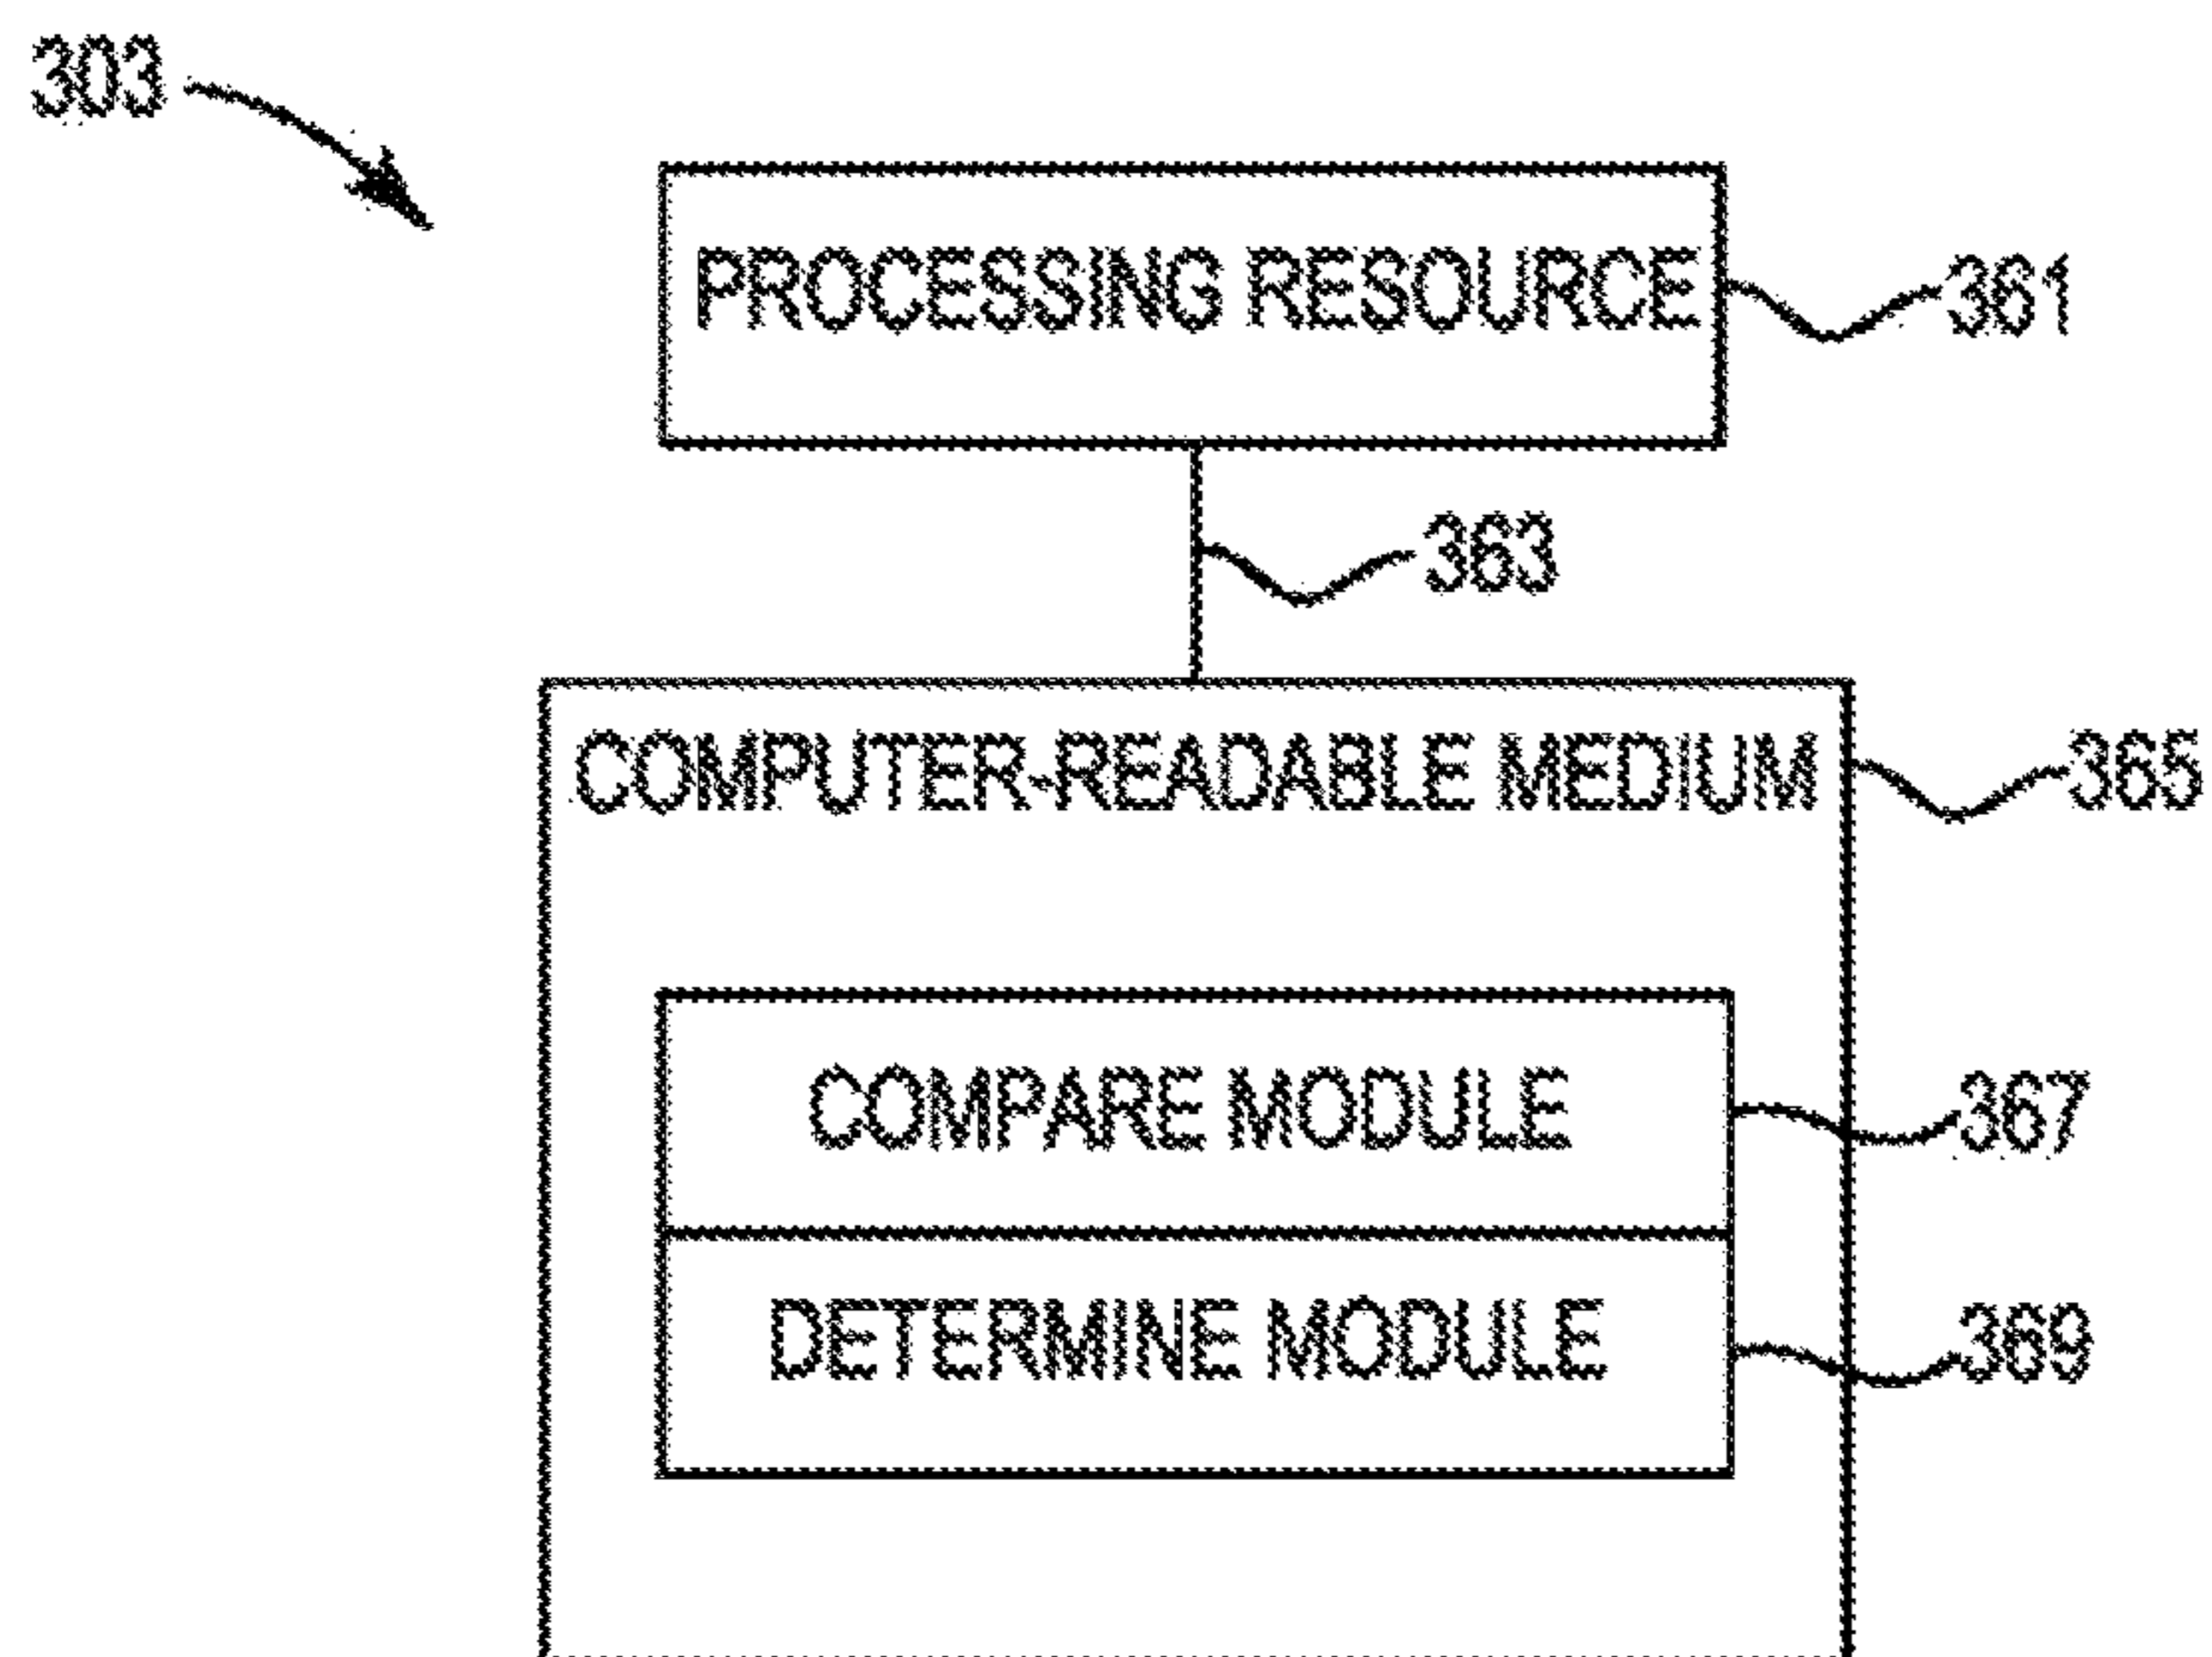 303
PROCESSING RESOURCE
361
363
COMPUTER-READABLE MEDIUM
365
COMPARE MODULE
367
DETERMINE MODULE
369